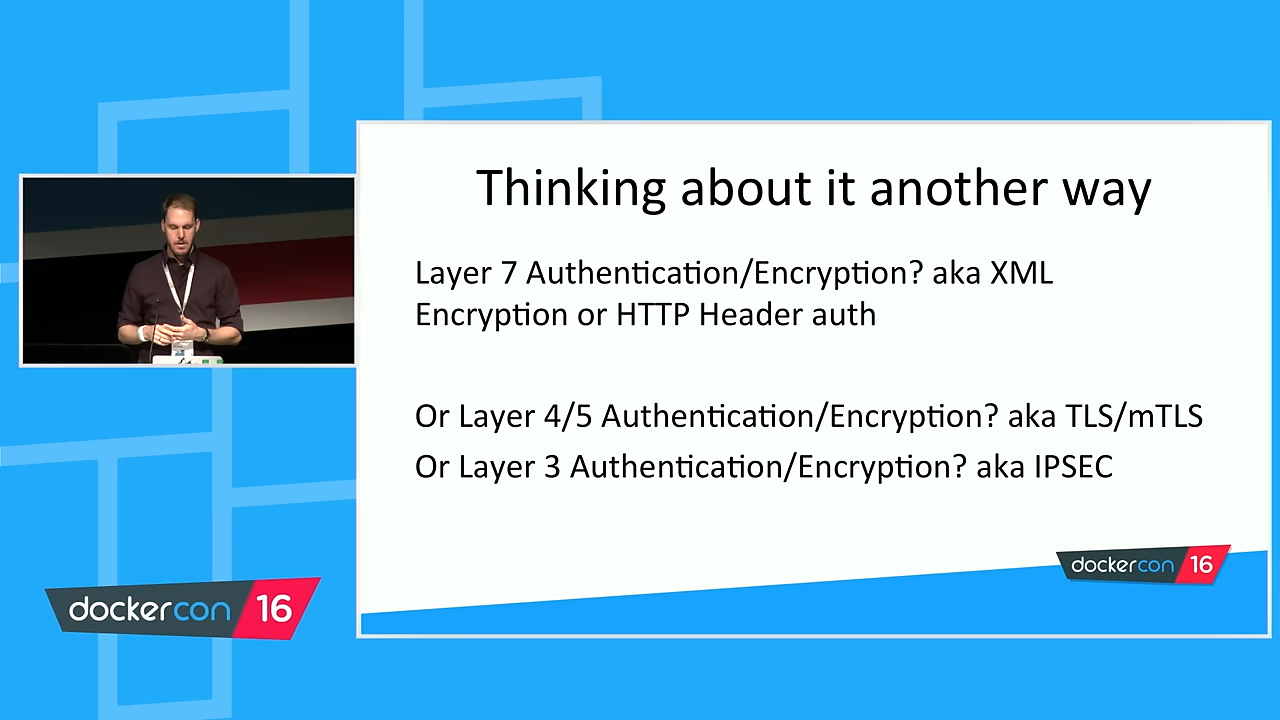 Thinking about it another way
Layer 7 Authentication/Encryption? aka XML
Encryption or HTTP Header auth
Or Layer 4/5 Authentication/Encryption? aka TLS/mTLS
Or Layer 3 Authentication/Encryption? aka IPSEC
dockercon 16
dockercon 16